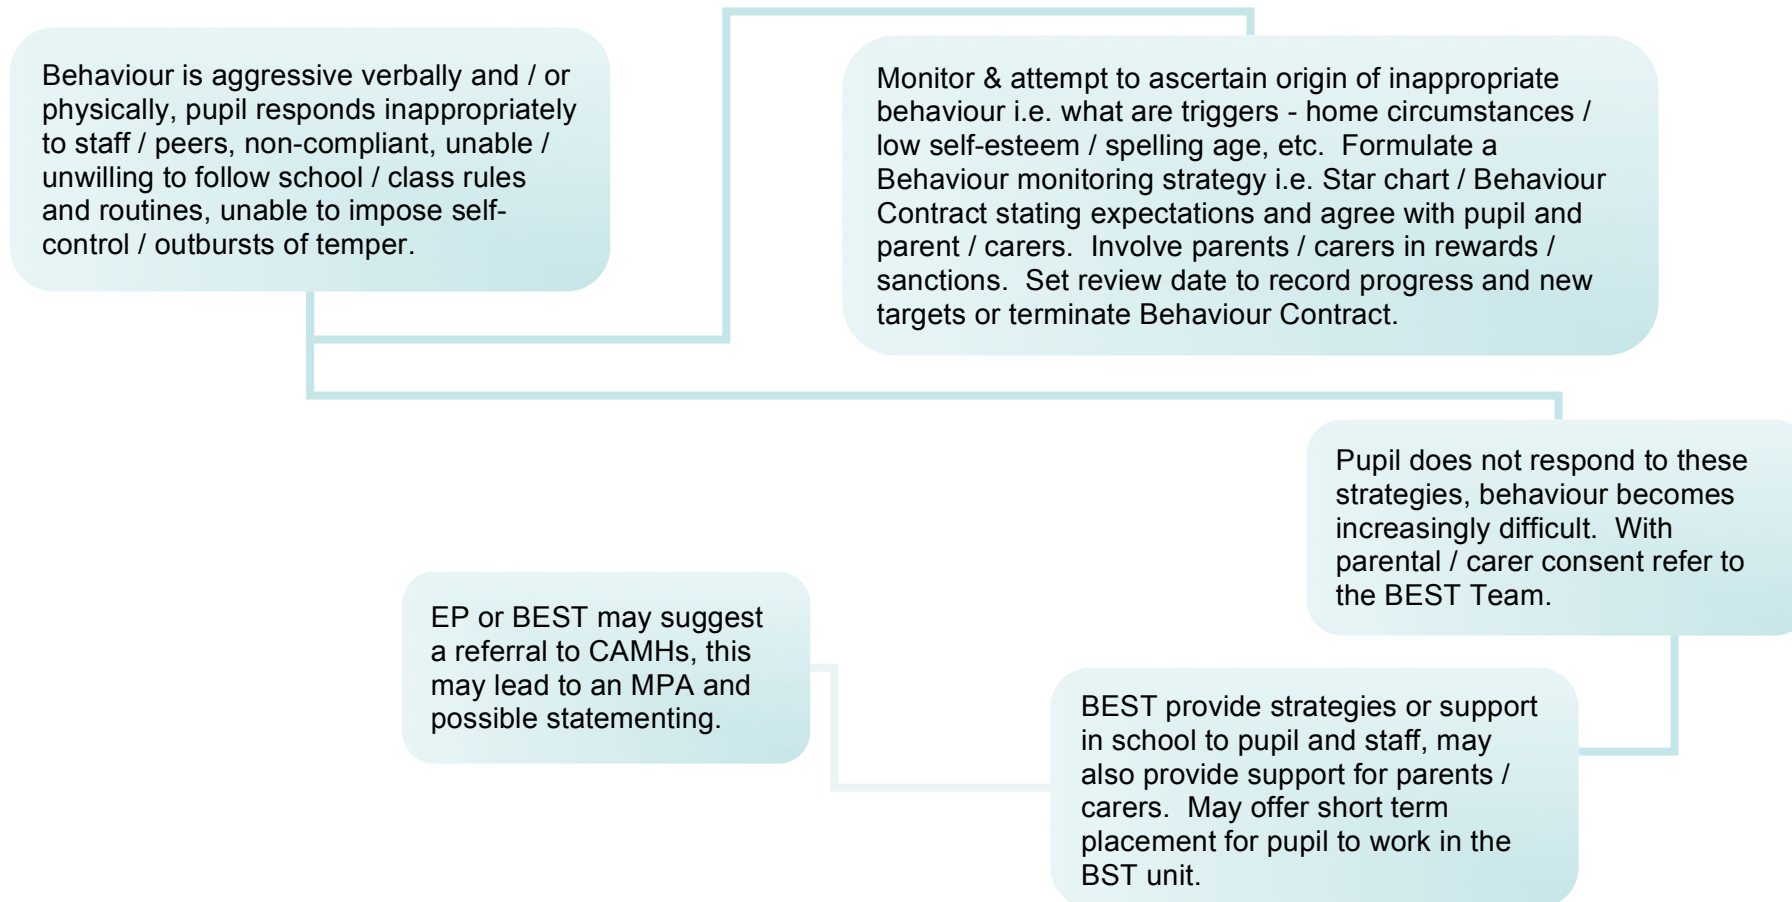 Behaviour is aggressive verbally and / or
physically, pupil responds inappropriately
to staff / peers, non-compliant, unable /
unwilling to follow school / class rules
and routines, unable to impose self-
control / outbursts of temper.
Monitor & attempt to ascertain origin of inappropriate
behaviour i.e. what are triggers - home circumstances /
low self-esteem / spelling age, etc.  Formulate a
Behaviour monitoring strategy i.e. Star chart / Behaviour
Contract stating expectations and agree with pupil and
parent / carers.  Involve parents / carers in rewards /
sanctions.  Set review date to record progress and new
targets or terminate Behaviour Contract.
Pupil does not respond to these
strategies, behaviour becomes
increasingly difficult.  With
parental / carer consent refer to
the BEST Team.
BEST provide strategies or support
in school to pupil and staff, may
also provide support for parents /
carers.  May offer short term
placement for pupil to work in the
BST unit.
EP or BEST may suggest
a referral to CAMHs, this
may lead to an MPA and
possible statementing.